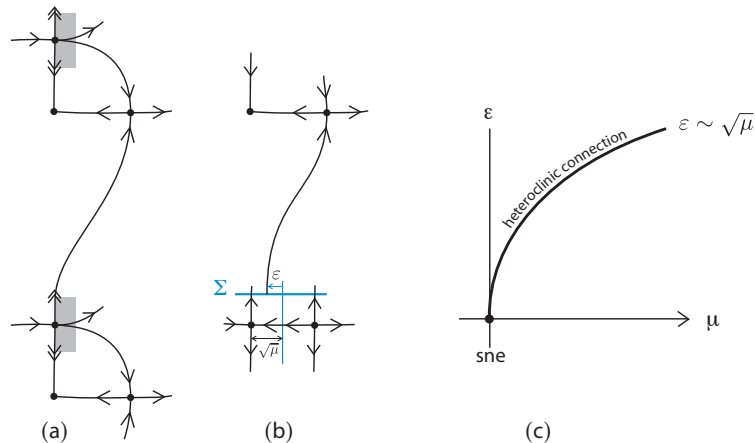 ε
ε ∼ √μ
heteroclinic connection
Σ
ε
√μ
μ
sne
(a)
(b)
(c)